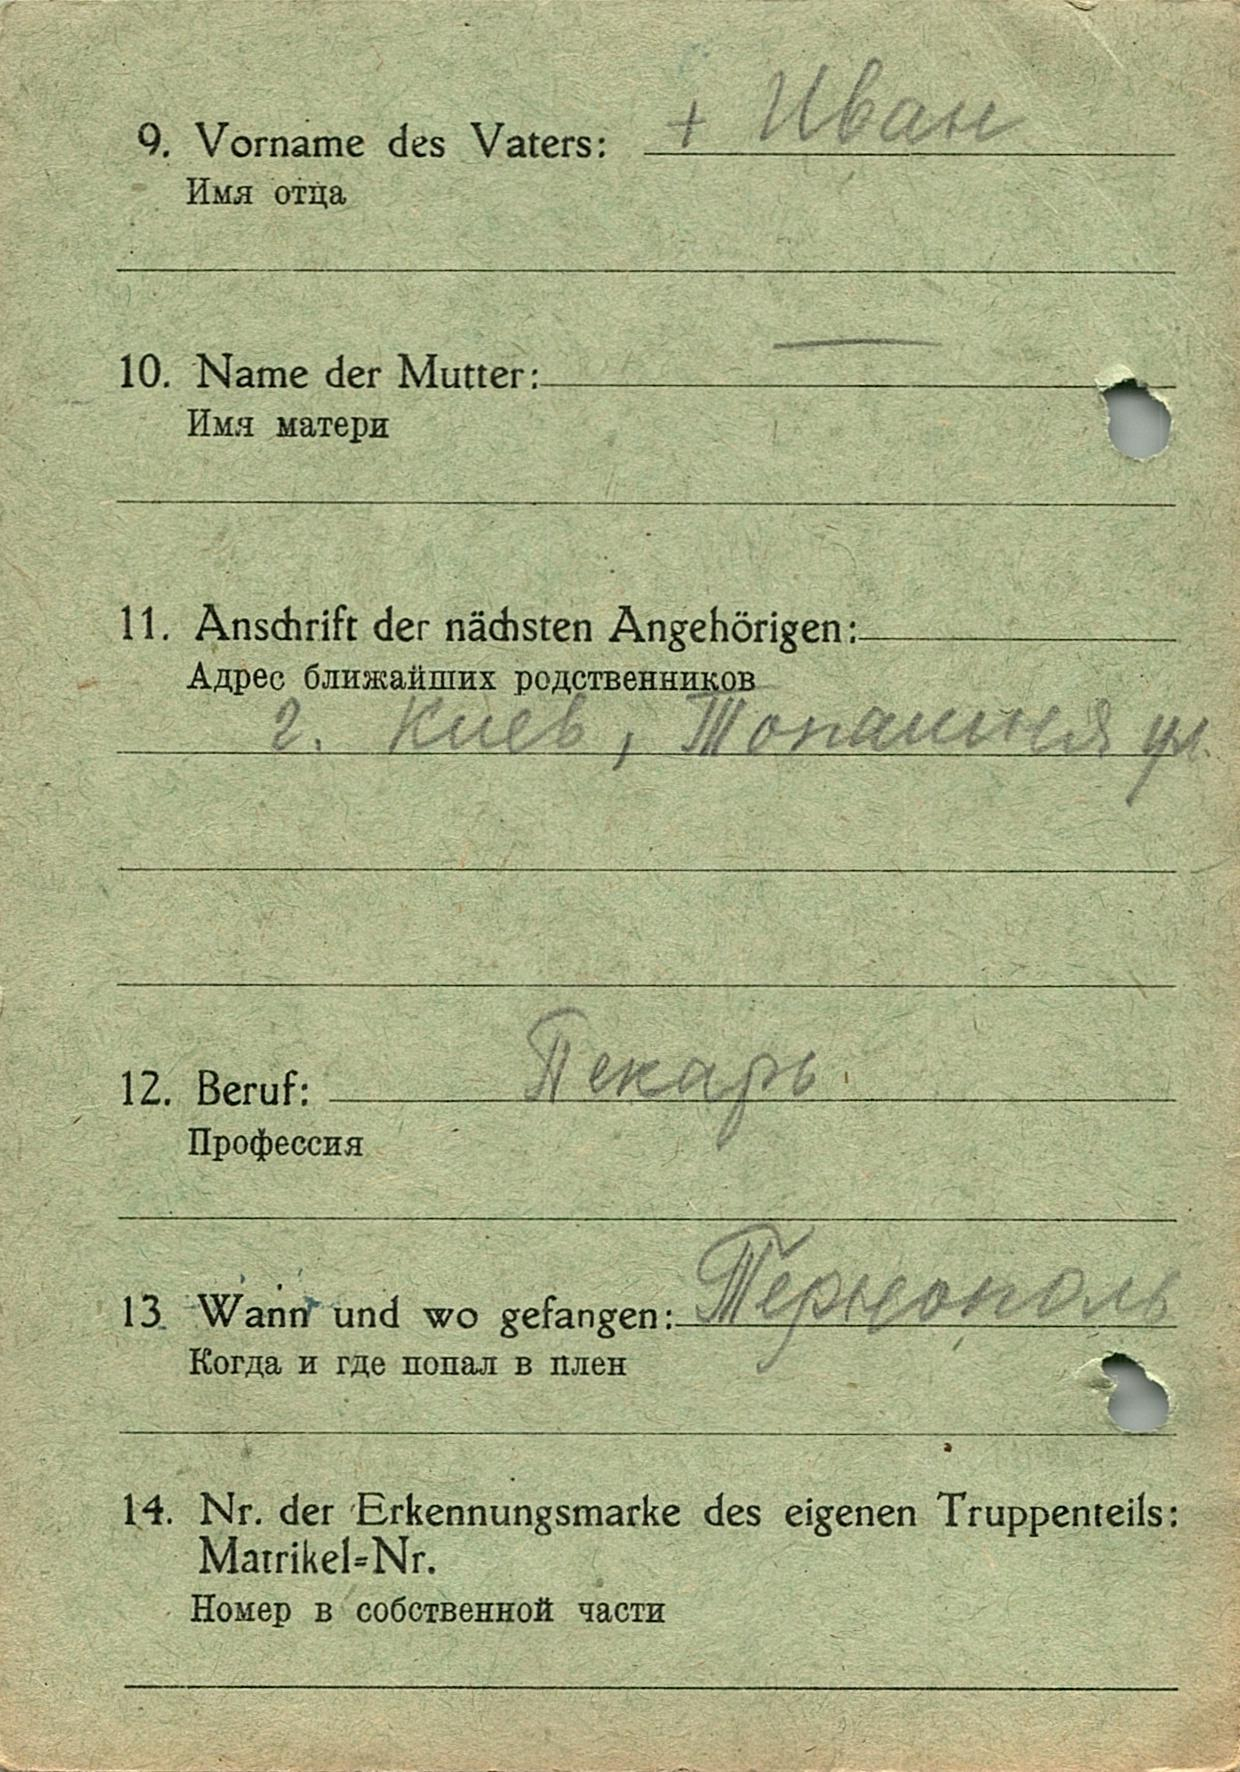 9. Vorname des Vaters: + Иван
Имя отца
10. Name der Mutter: —
Имя матери
11. Anschrift der nächsten Angehörigen:
Адрес ближайших родственников
г. Киев, ул.
12. Beruf: Пекарь
Профессия
13. Wann und wo gefangen: Тернополь
Когда и где попал в плен
14. Nr. der Erkennungsmarke des eigenen Truppenteils:
Matrikel=Nr.
Номер в собственной части